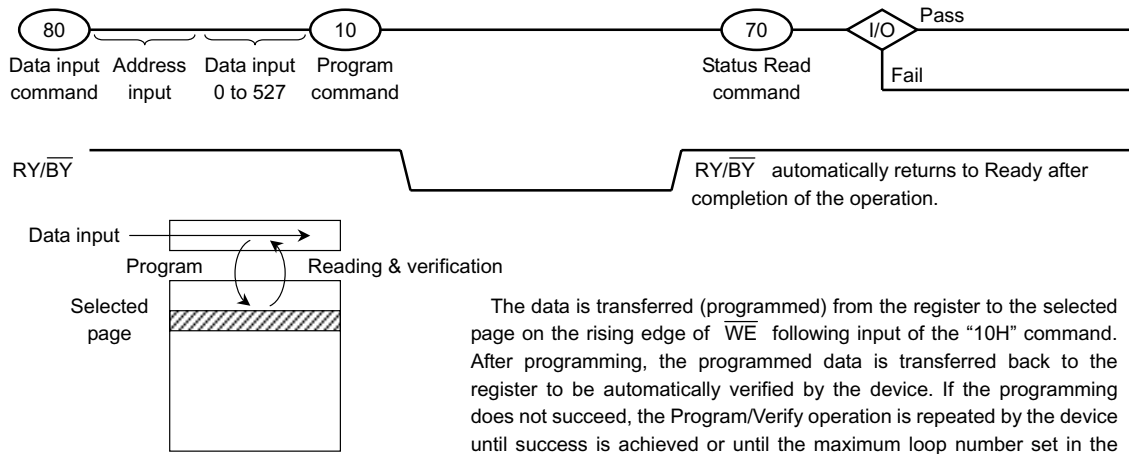 80 10 70 I/O Pass
Data input Address Data input Program Status Read Fail
command input 0 to 527 command command
RY/BY RY/BY automatically returns to Ready after
completion of the operation.
Data input
Program Reading & verification
Selected
page
The data is transferred (programmed) from the register to the selected
page on the rising edge of WE following input of the “10H” command.
After programming, the programmed data is transferred back to the
register to be automatically verified by the device. If the programming
does not succeed, the Program/Verify operation is repeated by the device
until success is achieved or until the maximum loop number set in the